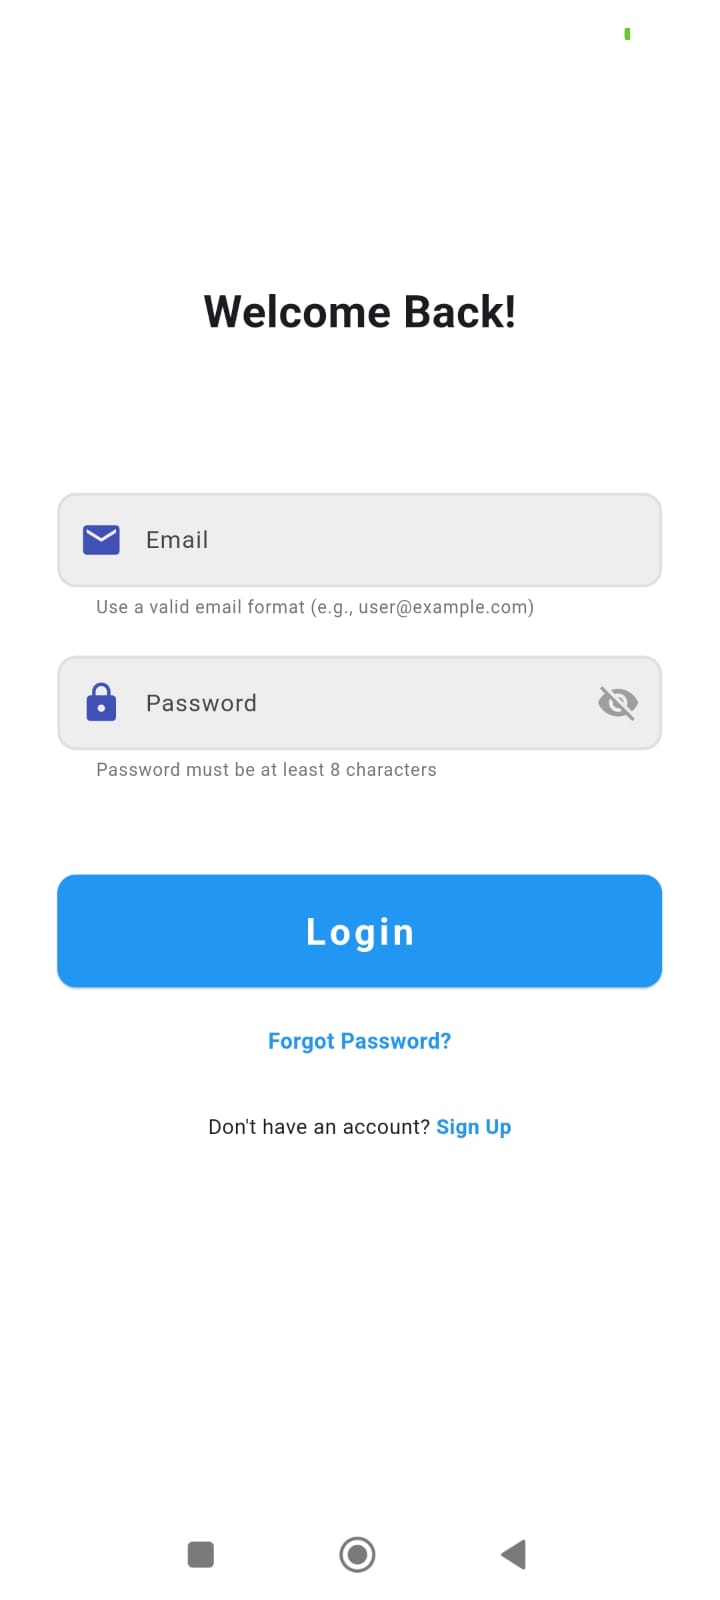 Welcome Back!
Email
Use a valid email format (e.g., user@example.com)
Password
Password must be at least 8 characters
Login
Forgot Password?
Don't have an account? Sign Up